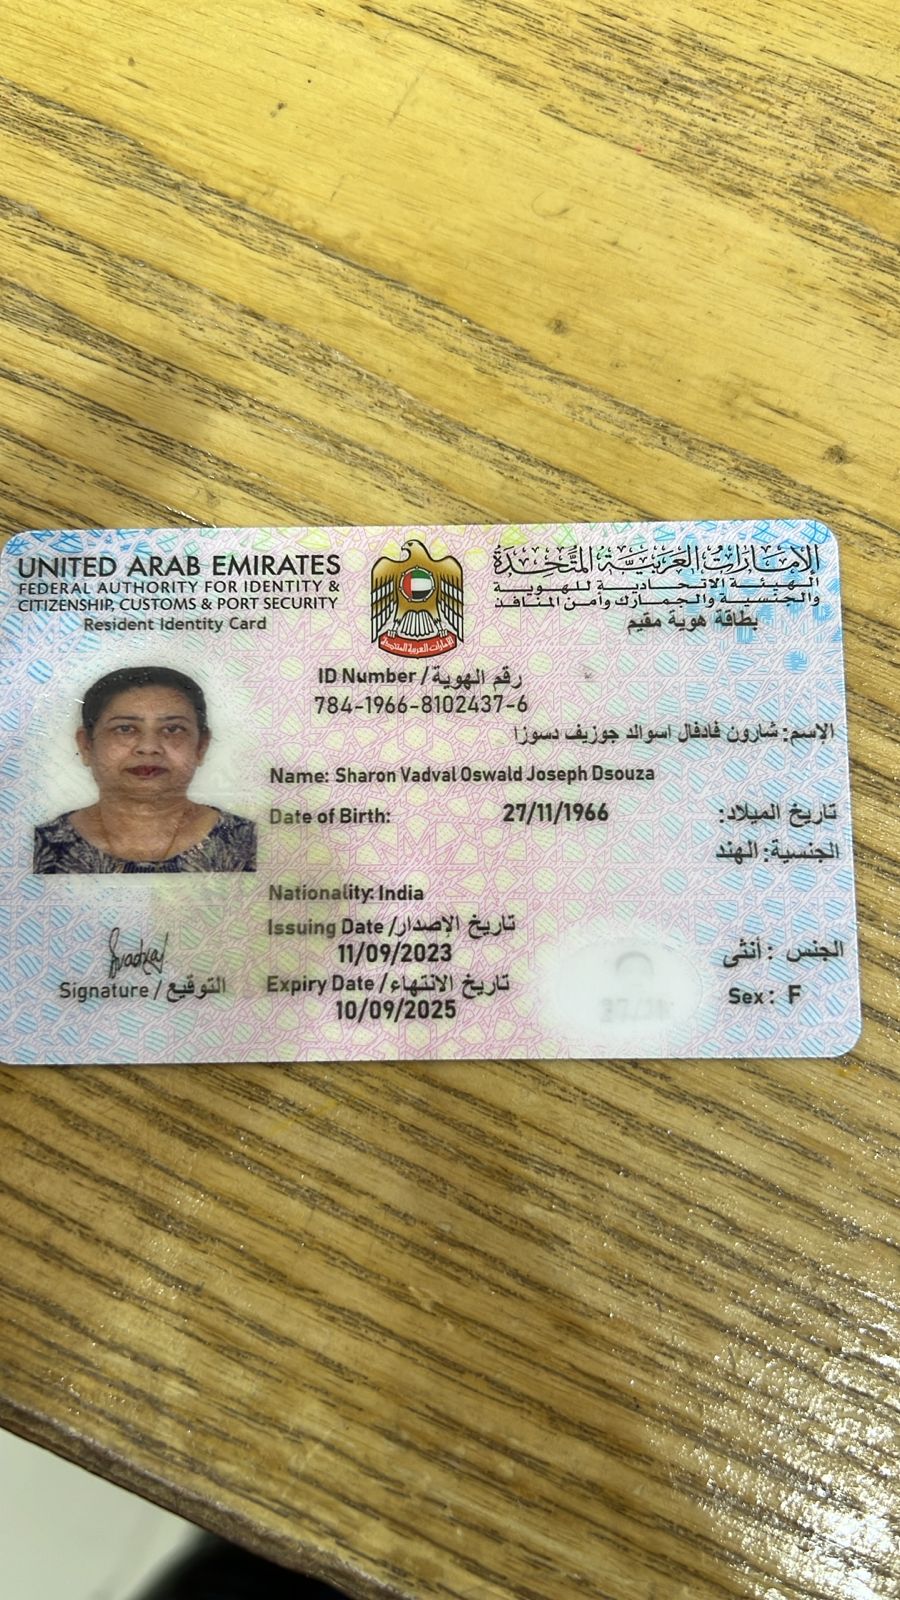 UNITED ARAB EMIRATES
FEDERAL AUTHORITY FOR IDENTITY &
CITIZENSHIP, CUSTOMS & PORT SECURITY
Resident Identity Card
الإمارات العربية المتحدة
الهيئة الاتحادية للهوية
والجنسية والجمارك وأمن المنافذ
بطاقة هوية مقيم
ID Number / رقم الهوية
784-1966-8102437-6
الإسم: شارون فادفال اسوالد جوزيف دسوزا
Name: Sharon Vadval Oswald Joseph Dsouza
Date of Birth: 27/11/1966 تاريخ الميلاد:
الجنسية: الهند
Nationality: India
Issuing Date / تاريخ الإصدار
11/09/2023
الجنس : أنثى
Expiry Date / تاريخ الانتهاء
10/09/2025
Sex: F
Signature / التوقيع